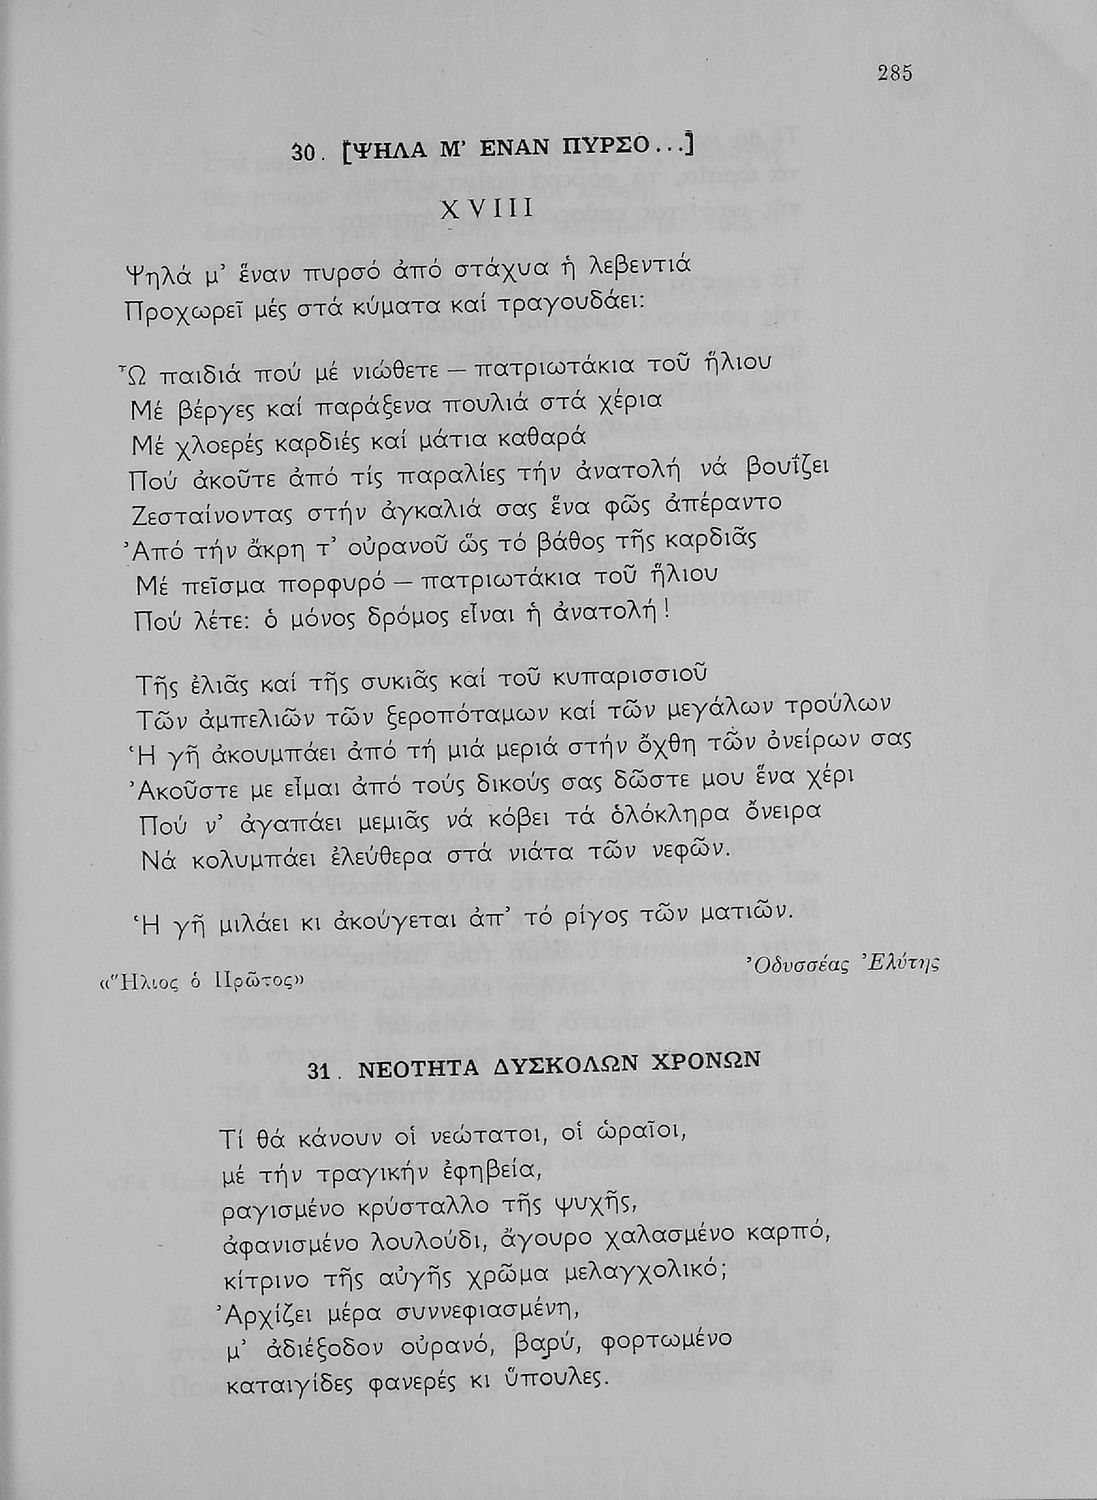 285
30. [ΨΗΛΑ Μ’ ΕΝΑΝ ΠΥΡΣΟ...]
XVIII
Ψηλά μ’ ἕναν πυρσό ἀπό στάχυα ἡ λεβεντιά
Προχωρεῖ μές στά κύματα καί τραγουδάει:
Ὦ παιδιά πού μέ νιώθετε — πατριωτάκια τοῦ ἥλιου
Μέ βέργες καί παράξενα πουλιά στά χέρια
Μέ χλοερές καρδιές καί μάτια καθαρά
Πού ἀκοῦτε ἀπό τίς παραλίες τήν ἀνατολή νά βουΐζει
Ζεσταίνοντας στήν ἀγκαλιά σας ἕνα φῶς ἀπέραντο
Ἀπό τήν ἄκρη τ’ οὐρανοῦ ὥς τό βάθος τῆς καρδιᾶς
Μέ πεῖσμα πορφυρό — πατριωτάκια τοῦ ἥλιου
Πού λέτε: ὁ μόνος δρόμος εἶναι ἡ ἀνατολή!
Τῆς ἐλιᾶς καί τῆς συκιᾶς καί τοῦ κυπαρισσιοῦ
Τῶν ἀμπελιῶν τῶν ξεροπόταμων καί τῶν μεγάλων τρούλων
Ἡ γῆ ἀκουμπάει ἀπό τή μιά μεριά στήν ὄχθη τῶν ὀνείρων σας
Ἀκοῦστε με εἶμαι ἀπό τούς δικούς σας δῶστε μου ἕνα χέρι
Πού ν’ ἀγαπάει μεμιᾶς νά κόβει τά ὁλόκληρα ὄνειρα
Νά κολυμπάει ἐλεύθερα στά νιάτα τῶν νεφῶν.
Ἡ γῆ μιλάει κι ἀκούγεται ἀπ’ τό ρίγος τῶν ματιῶν.
«Ἥλιος ὁ Πρῶτος»
Ὀδυσσέας Ἐλύτης
31. ΝΕΟΤΗΤΑ ΔΥΣΚΟΛΩΝ ΧΡΟΝΩΝ
Τί θά κάνουν οἱ νεώτατοι, οἱ ὡραῖοι,
μέ τήν τραγικήν ἐφηβεία,
ραγισμένο κρύσταλλο τῆς ψυχῆς,
ἀφανισμένο λουλούδι, ἄγουρο χαλασμένο καρπό,
κίτρινο τῆς αὐγῆς χρῶμα μελαγχολικό;
Ἀρχίζει μέρα συννεφιασμένη,
μ’ ἀδιέξοδον οὐρανό, βαρύ, φορτωμένο
καταιγίδες φανερές κι ὕπουλες.